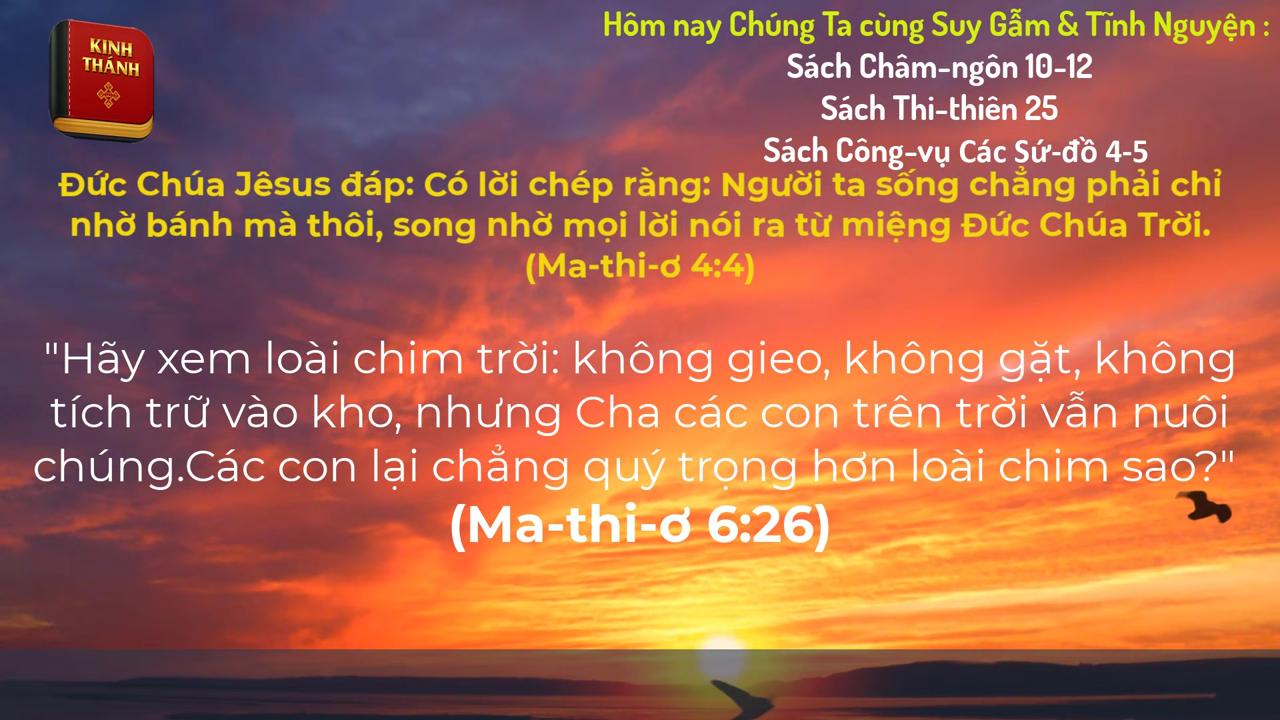 KINH
THÁNH
Hôm nay Chúng Ta cùng Suy Gẫm & Tĩnh Nguyện :
Sách Châm-ngôn 10-12
Sách Thi-thiên 25
Sách Công-vụ Các Sứ-đồ 4-5
Đức Chúa Jêsus đáp: Có lời chép rằng: Người ta sống chẳng phải chỉ
nhờ bánh mà thôi, song nhờ mọi lời nói ra từ miệng Đức Chúa Trời.
(Ma-thi-ơ 4:4)
"Hãy xem loài chim trời: không gieo, không gặt, không
tích trữ vào kho, nhưng Cha các con trên trời vẫn nuôi
chúng.Các con lại chẳng quý trọng hơn loài chim sao?"
(Ma-thi-ơ 6:26)